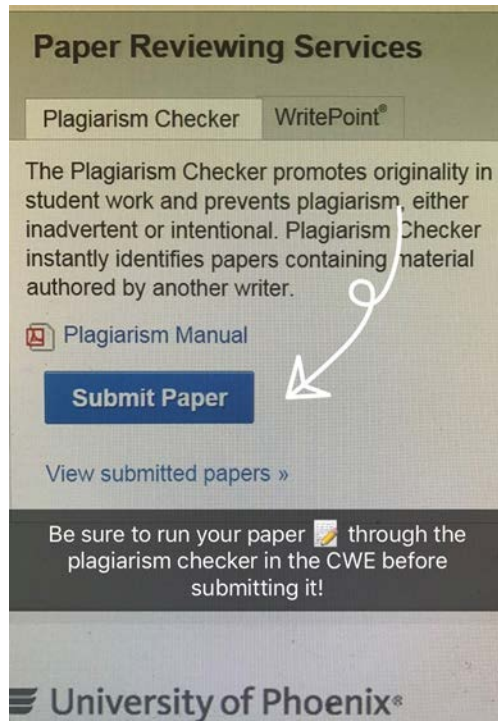 Paper Reviewing Services
Plagiarism Checker
WritePoint®
The Plagiarism Checker promotes originality in
student work and prevents plagiarism, either
inadvertent or intentional. Plagiarism Checker
instantly identifies papers containing material
authored by another writer.
Plagiarism Manual
Submit Paper
View submitted papers »
Be sure to run your paper 📝 through the
plagiarism checker in the CWE before
submitting it!
University of Phoenix®